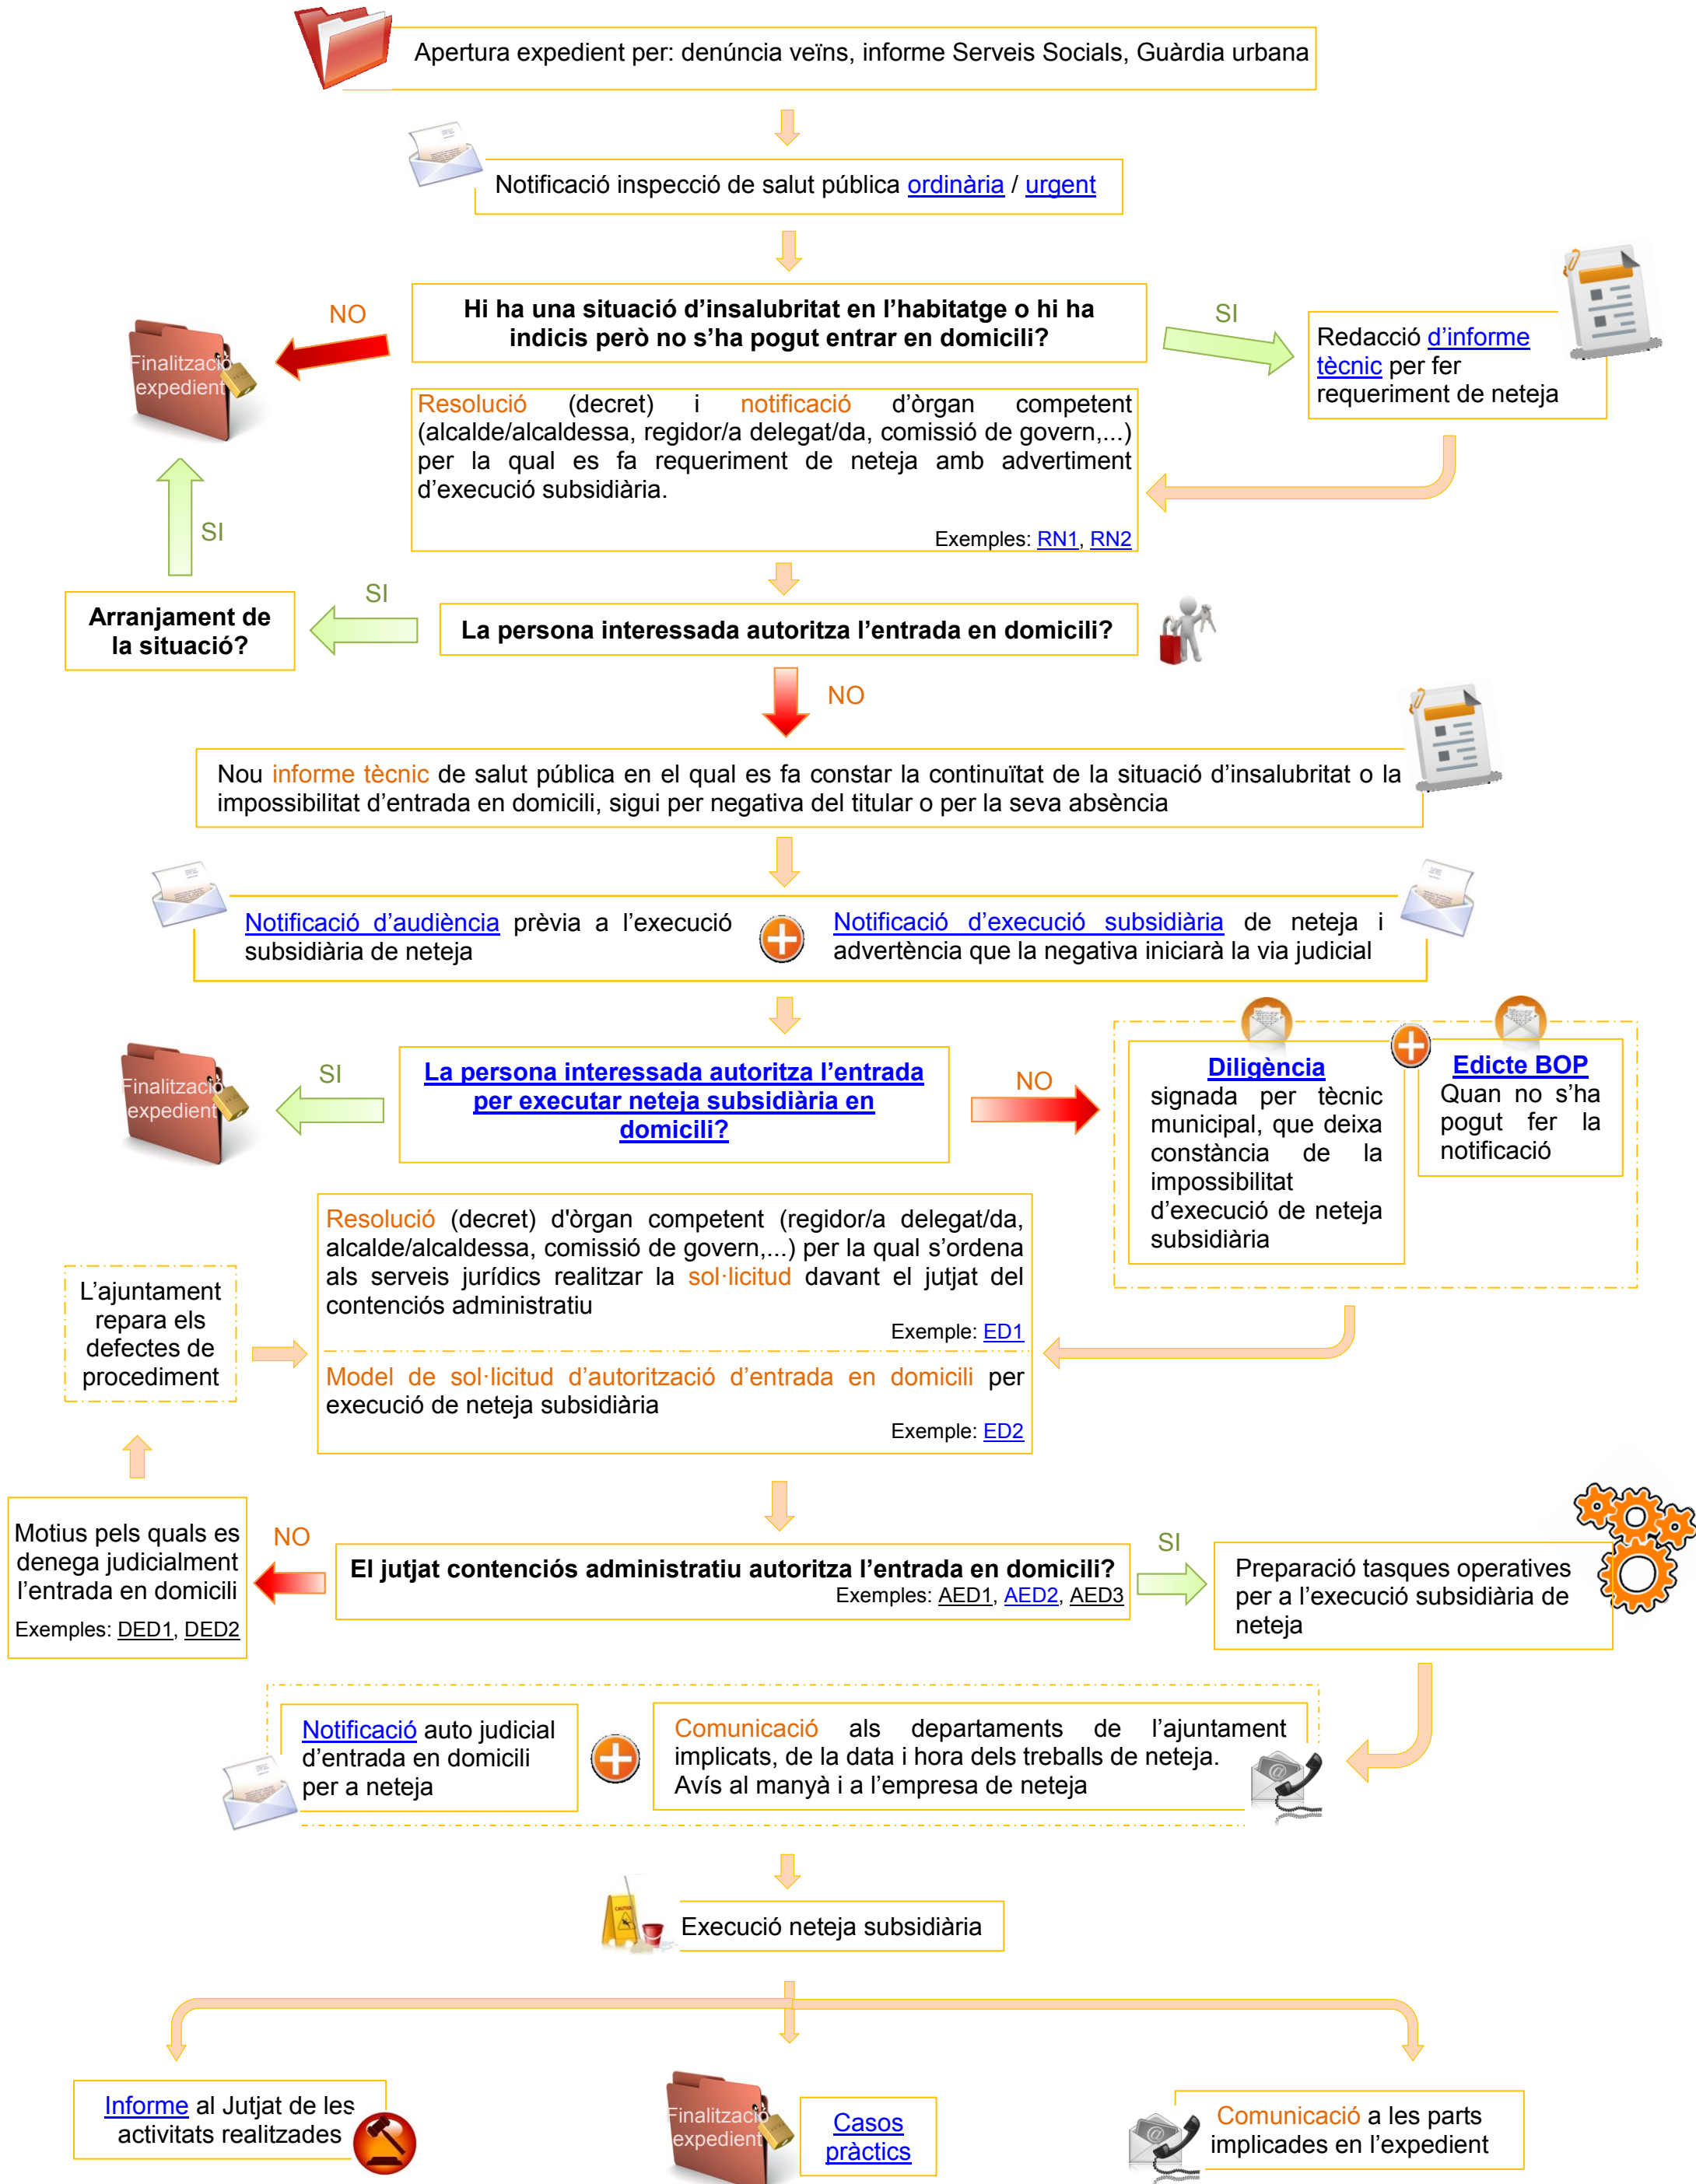 Apertura expedient per: denúncia veïns, informe Serveis Socials, Guàrdia urbana
Notificació inspecció de salut pública ordinària / urgent
Hi ha una situació d’insalubritat en l’habitatge o hi ha
indicis però no s’ha pogut entrar en domicili?
NO
SI
Finalització
expedient
Redacció d’informe
tècnic per fer
requeriment de neteja
Resolució (decret) i notificació d’òrgan competent
(alcalde/alcaldessa, regidor/a delegat/da, comissió de govern,...)
per la qual es fa requeriment de neteja amb advertiment
d’execució subsidiària.
Exemples: RN1, RN2
SI
Arranjament de
la situació?
SI
La persona interessada autoritza l’entrada en domicili?
NO
Nou informe tècnic de salut pública en el qual es fa constar la continuïtat de la situació d’insalubritat o la
impossibilitat d’entrada en domicili, sigui per negativa del titular o per la seva absència
Notificació d’audiència prèvia a l’execució
subsidiària de neteja
Notificació d’execució subsidiària de neteja i
advertència que la negativa iniciarà la via judicial
Finalització
expedient
SI
La persona interessada autoritza l’entrada
per executar neteja subsidiària en
domicili?
NO
Diligència
signada per tècnic
municipal, que deixa
constància de la
impossibilitat
d’execució de neteja
subsidiària
Edicte BOP
Quan no s’ha
pogut fer la
notificació
Resolució (decret) d'òrgan competent (regidor/a delegat/da,
alcalde/alcaldessa, comissió de govern,...) per la qual s’ordena
als serveis jurídics realitzar la sol·licitud davant el jutjat del
contenciós administratiu
Exemple: ED1
Model de sol·licitud d’autorització d’entrada en domicili per
execució de neteja subsidiària
Exemple: ED2
L’ajuntament
repara els
defectes de
procediment
Motius pels quals es
denega judicialment
l’entrada en domicili
Exemples: DED1, DED2
NO
El jutjat contenciós administratiu autoritza l’entrada en domicili?
Exemples: AED1, AED2, AED3
SI
Preparació tasques operatives
per a l’execució subsidiària de
neteja
Notificació auto judicial
d’entrada en domicili
per a neteja
Comunicació als departaments de l’ajuntament
implicats, de la data i hora dels treballs de neteja.
Avís al manyà i a l’empresa de neteja
Execució neteja subsidiària
Informe al Jutjat de les
activitats realitzades
Finalització
expedient
Casos
pràctics
Comunicació a les parts
implicades en l’expedient